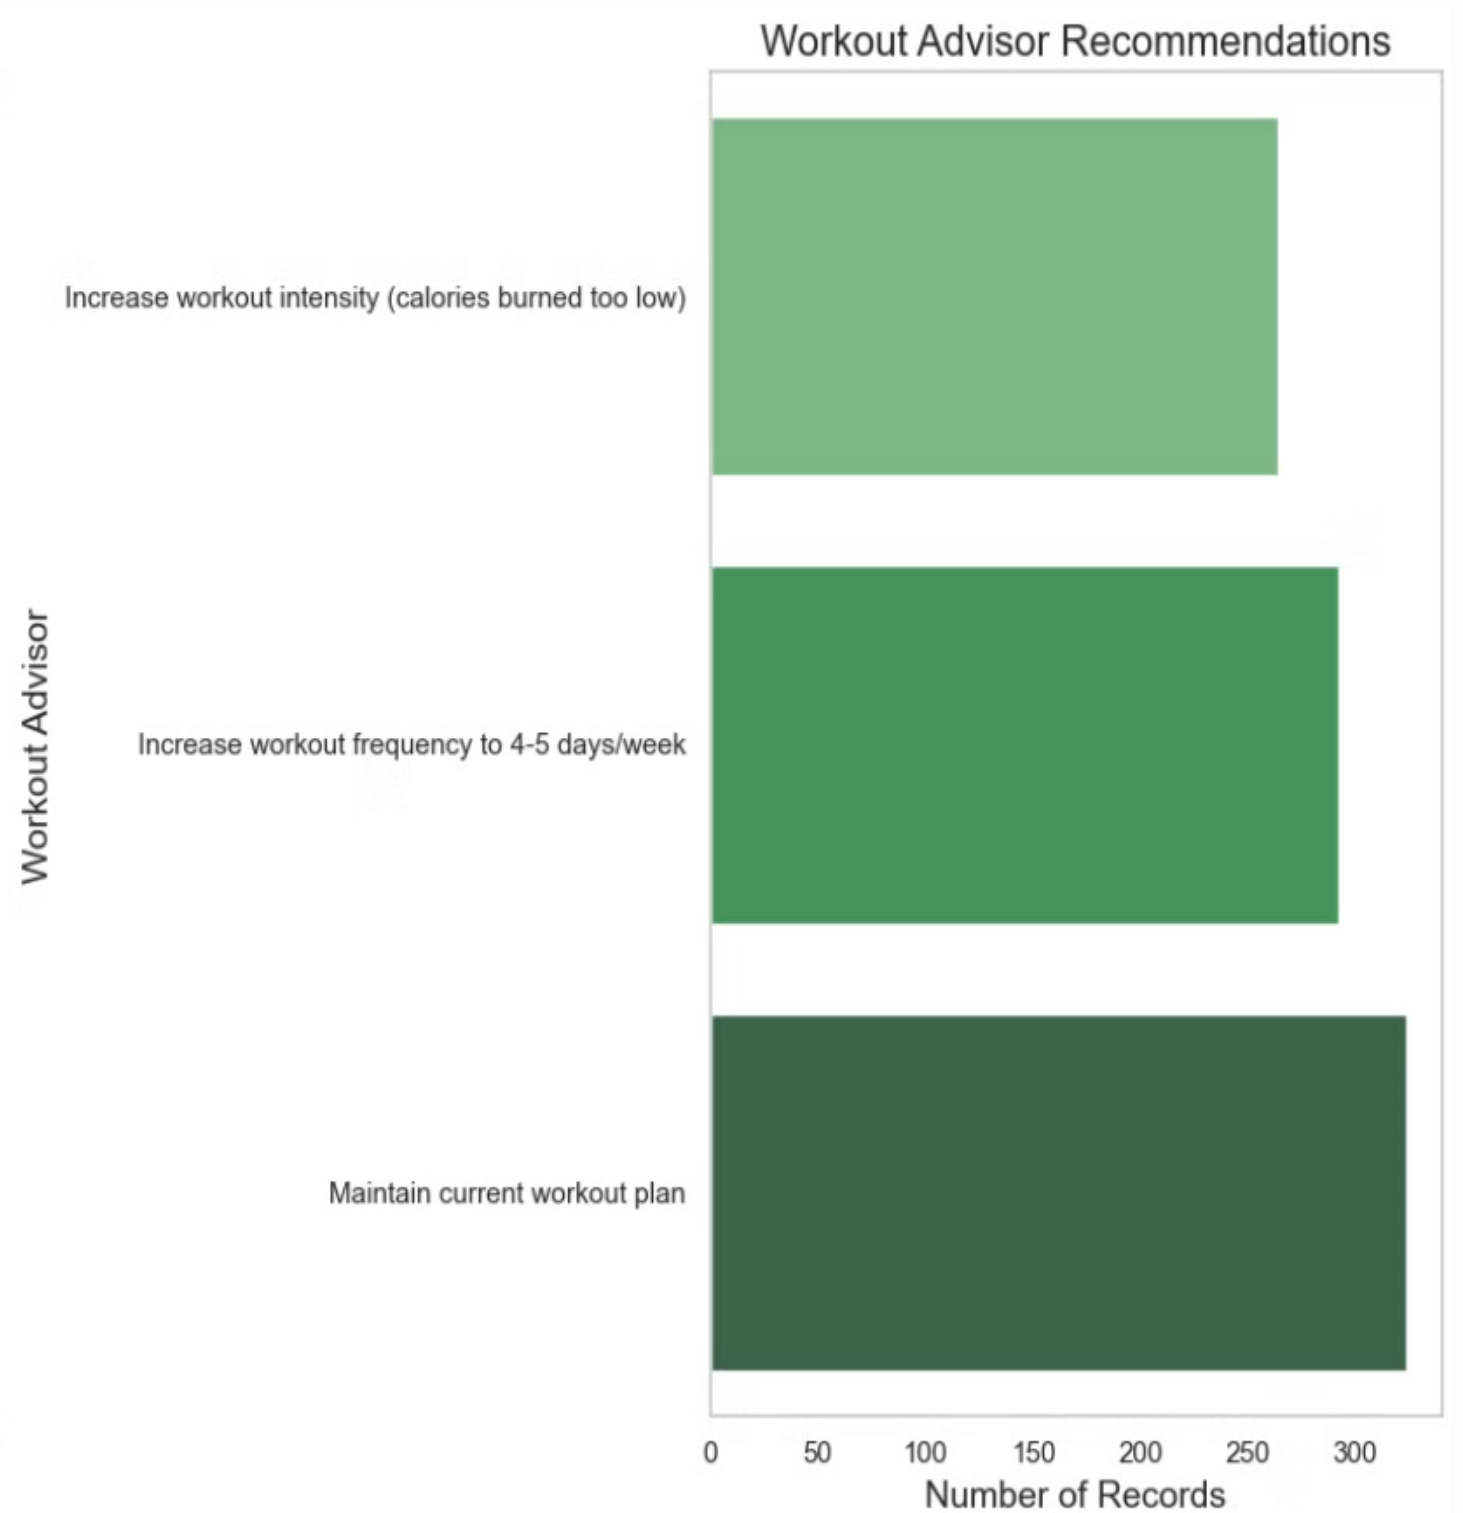 Workout Advisor Recommendations
Increase workout intensity (calories burned too low)
Increase workout frequency to 4-5 days/week
Maintain current workout plan
Workout Advisor
0 50 100 150 200 250 300
Number of Records